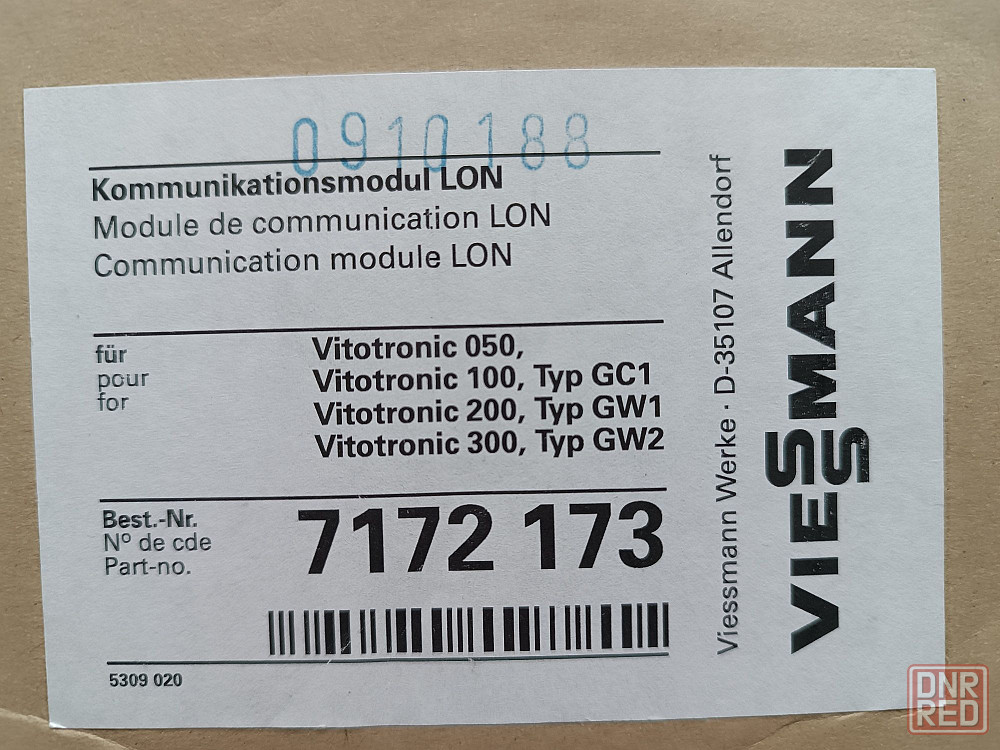 0910188
Kommunikationsmodul LON
Module de communication LON
Communication module LON
für
pour
for
Vitotronic 050,
Vitotronic 100, Typ GC1
Vitotronic 200, Typ GW1
Vitotronic 300, Typ GW2
Best.-Nr.
Nº de cde
Part-no.
7172 173
5309 020
Viessmann Werke · D-35107 Allendorf
VIESSMANN
DNR
RED